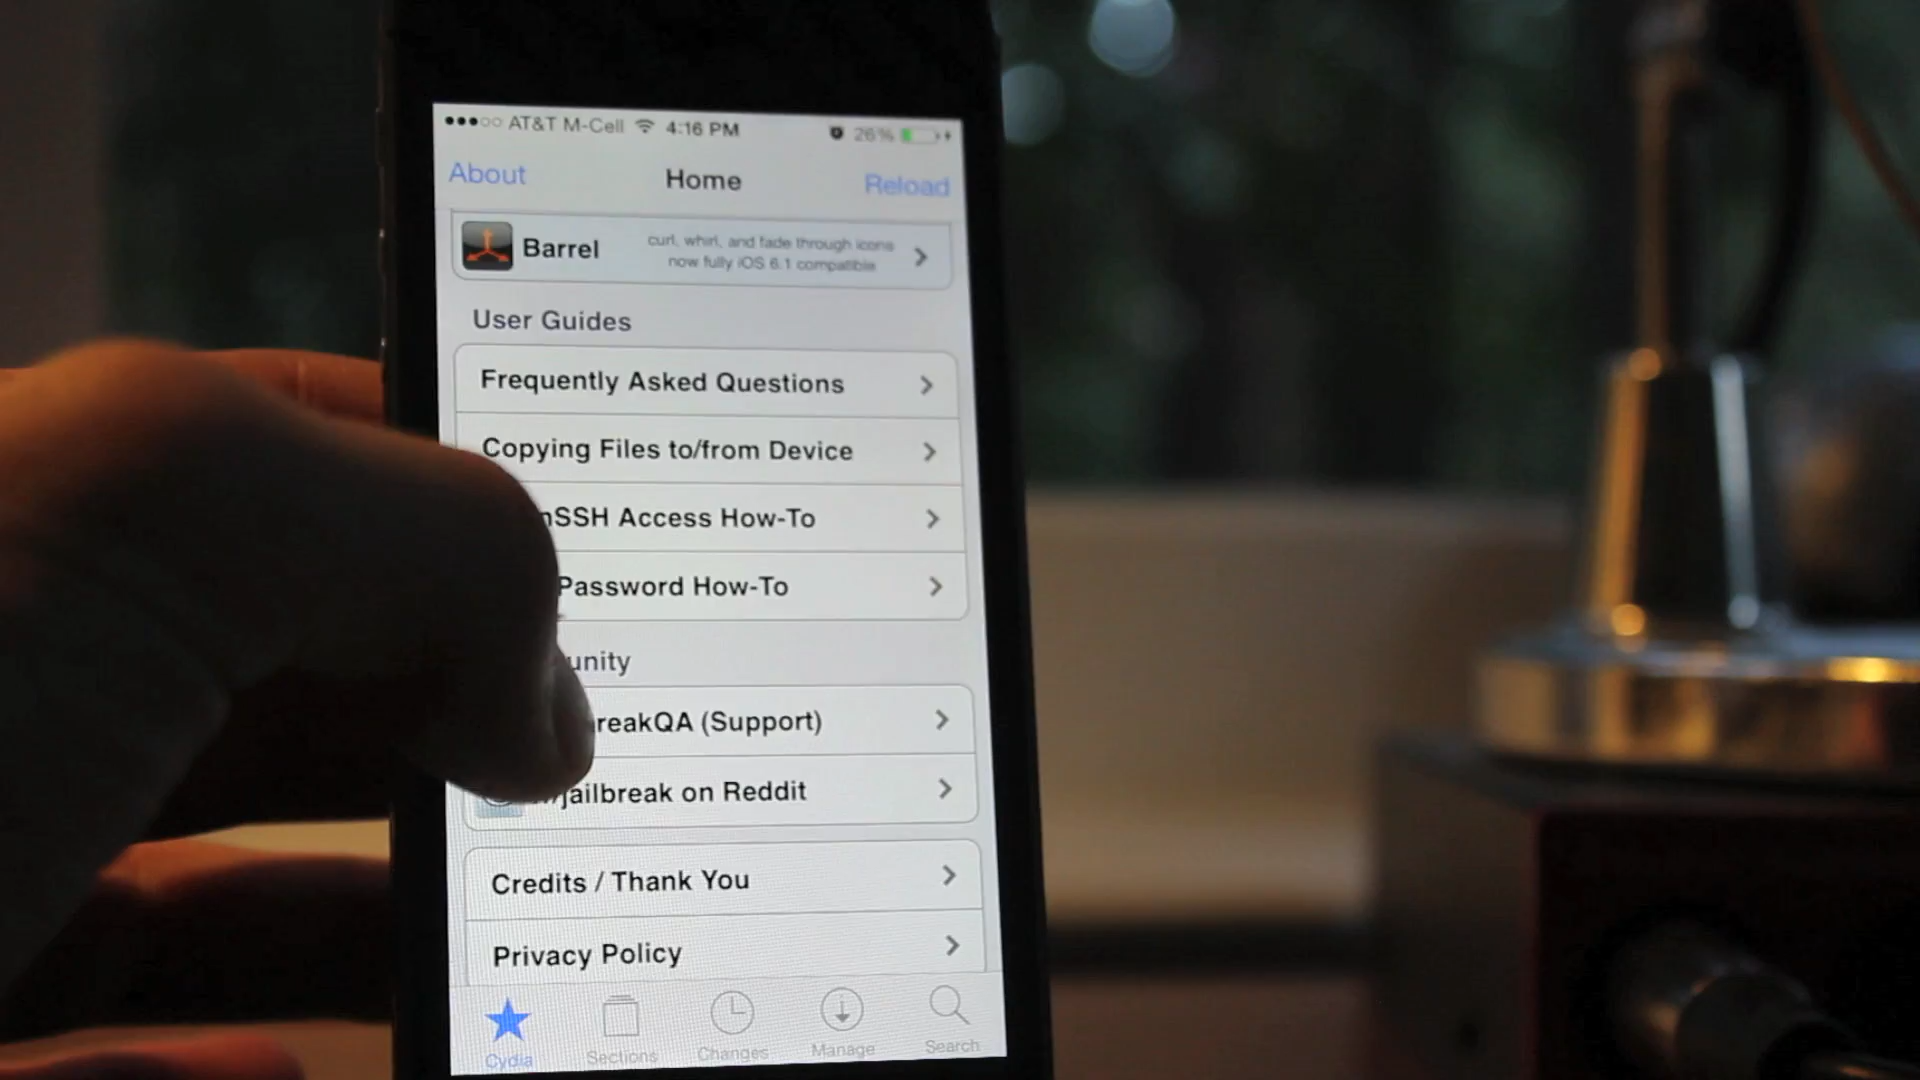 AT&T M-Cell 4:16 PM 26%
About Home Reload
Barrel
curl, whirl, and fade through icons
now fully iOS 6.1 compatible
User Guides
Frequently Asked Questions
Copying Files to/from Device
nSSH Access How-To
Password How-To
unity
reakQA (Support)
/jailbreak on Reddit
Credits / Thank You
Privacy Policy
Cydia Sections Changes Manage Search